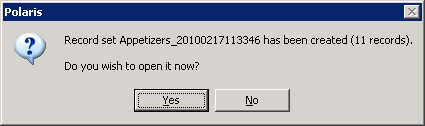 Polaris
Record set Appetizers_20100217113346 has been created (11 records).
Do you wish to open it now?
Yes
No